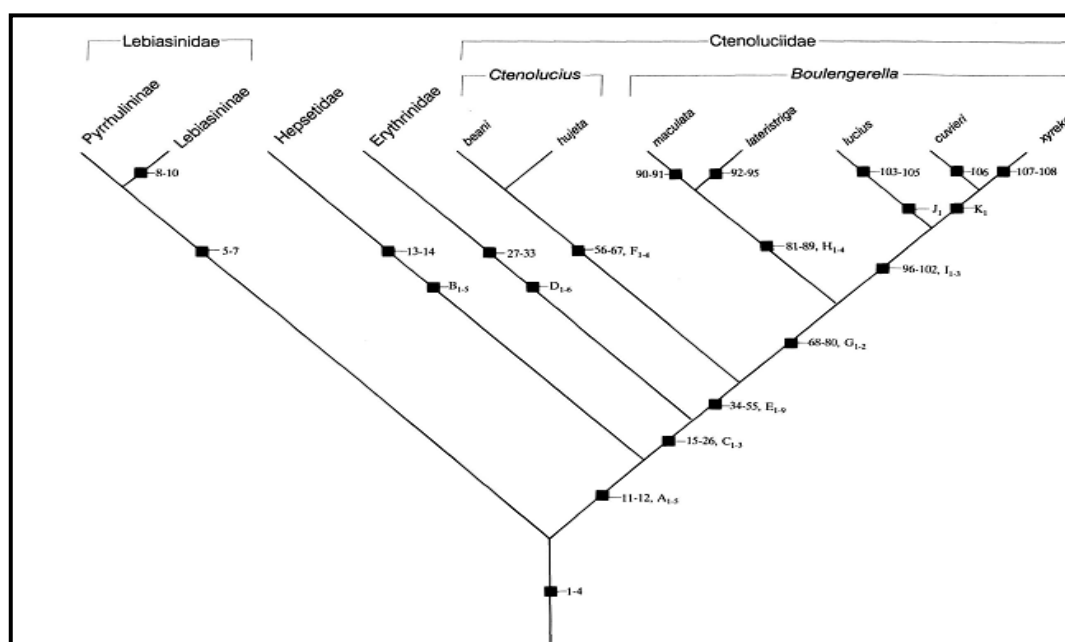 Lebiasinidae
Ctenoluciidae
Ctenolucius
Boulengerella
Pyrrhulininae
Lebiasininae
Hepsetidae
Erythrinidae
beani
hujeta
maculata
lateristriga
lucius
cuvieri
8-10
90-91
92-95
103-105
106
107-108
J1
K1
5-7
13-14
27-33
56-67, F1-4
81-89, H1-4
96-102, I1-3
B1-5
D1-6
68-80, G1-2
34-55, E1-9
15-26, C1-3
11-12, A1-5
1-4